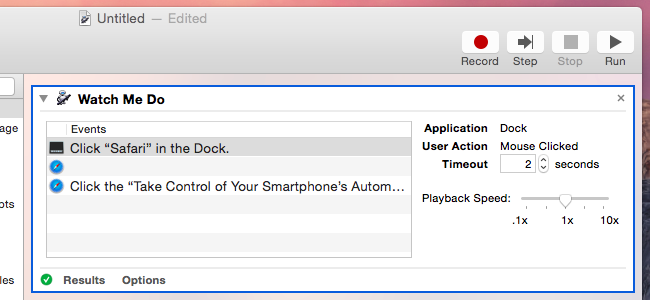 Untitled — Edited
Record Step Stop Run
Watch Me Do
age
Events
Click “Safari” in the Dock.
Click the “Take Control of Your Smartphone’s Autom…
Application Dock
User Action Mouse Clicked
Timeout 2 seconds
Playback Speed:
.1x 1x 10x
pts
les
Results Options